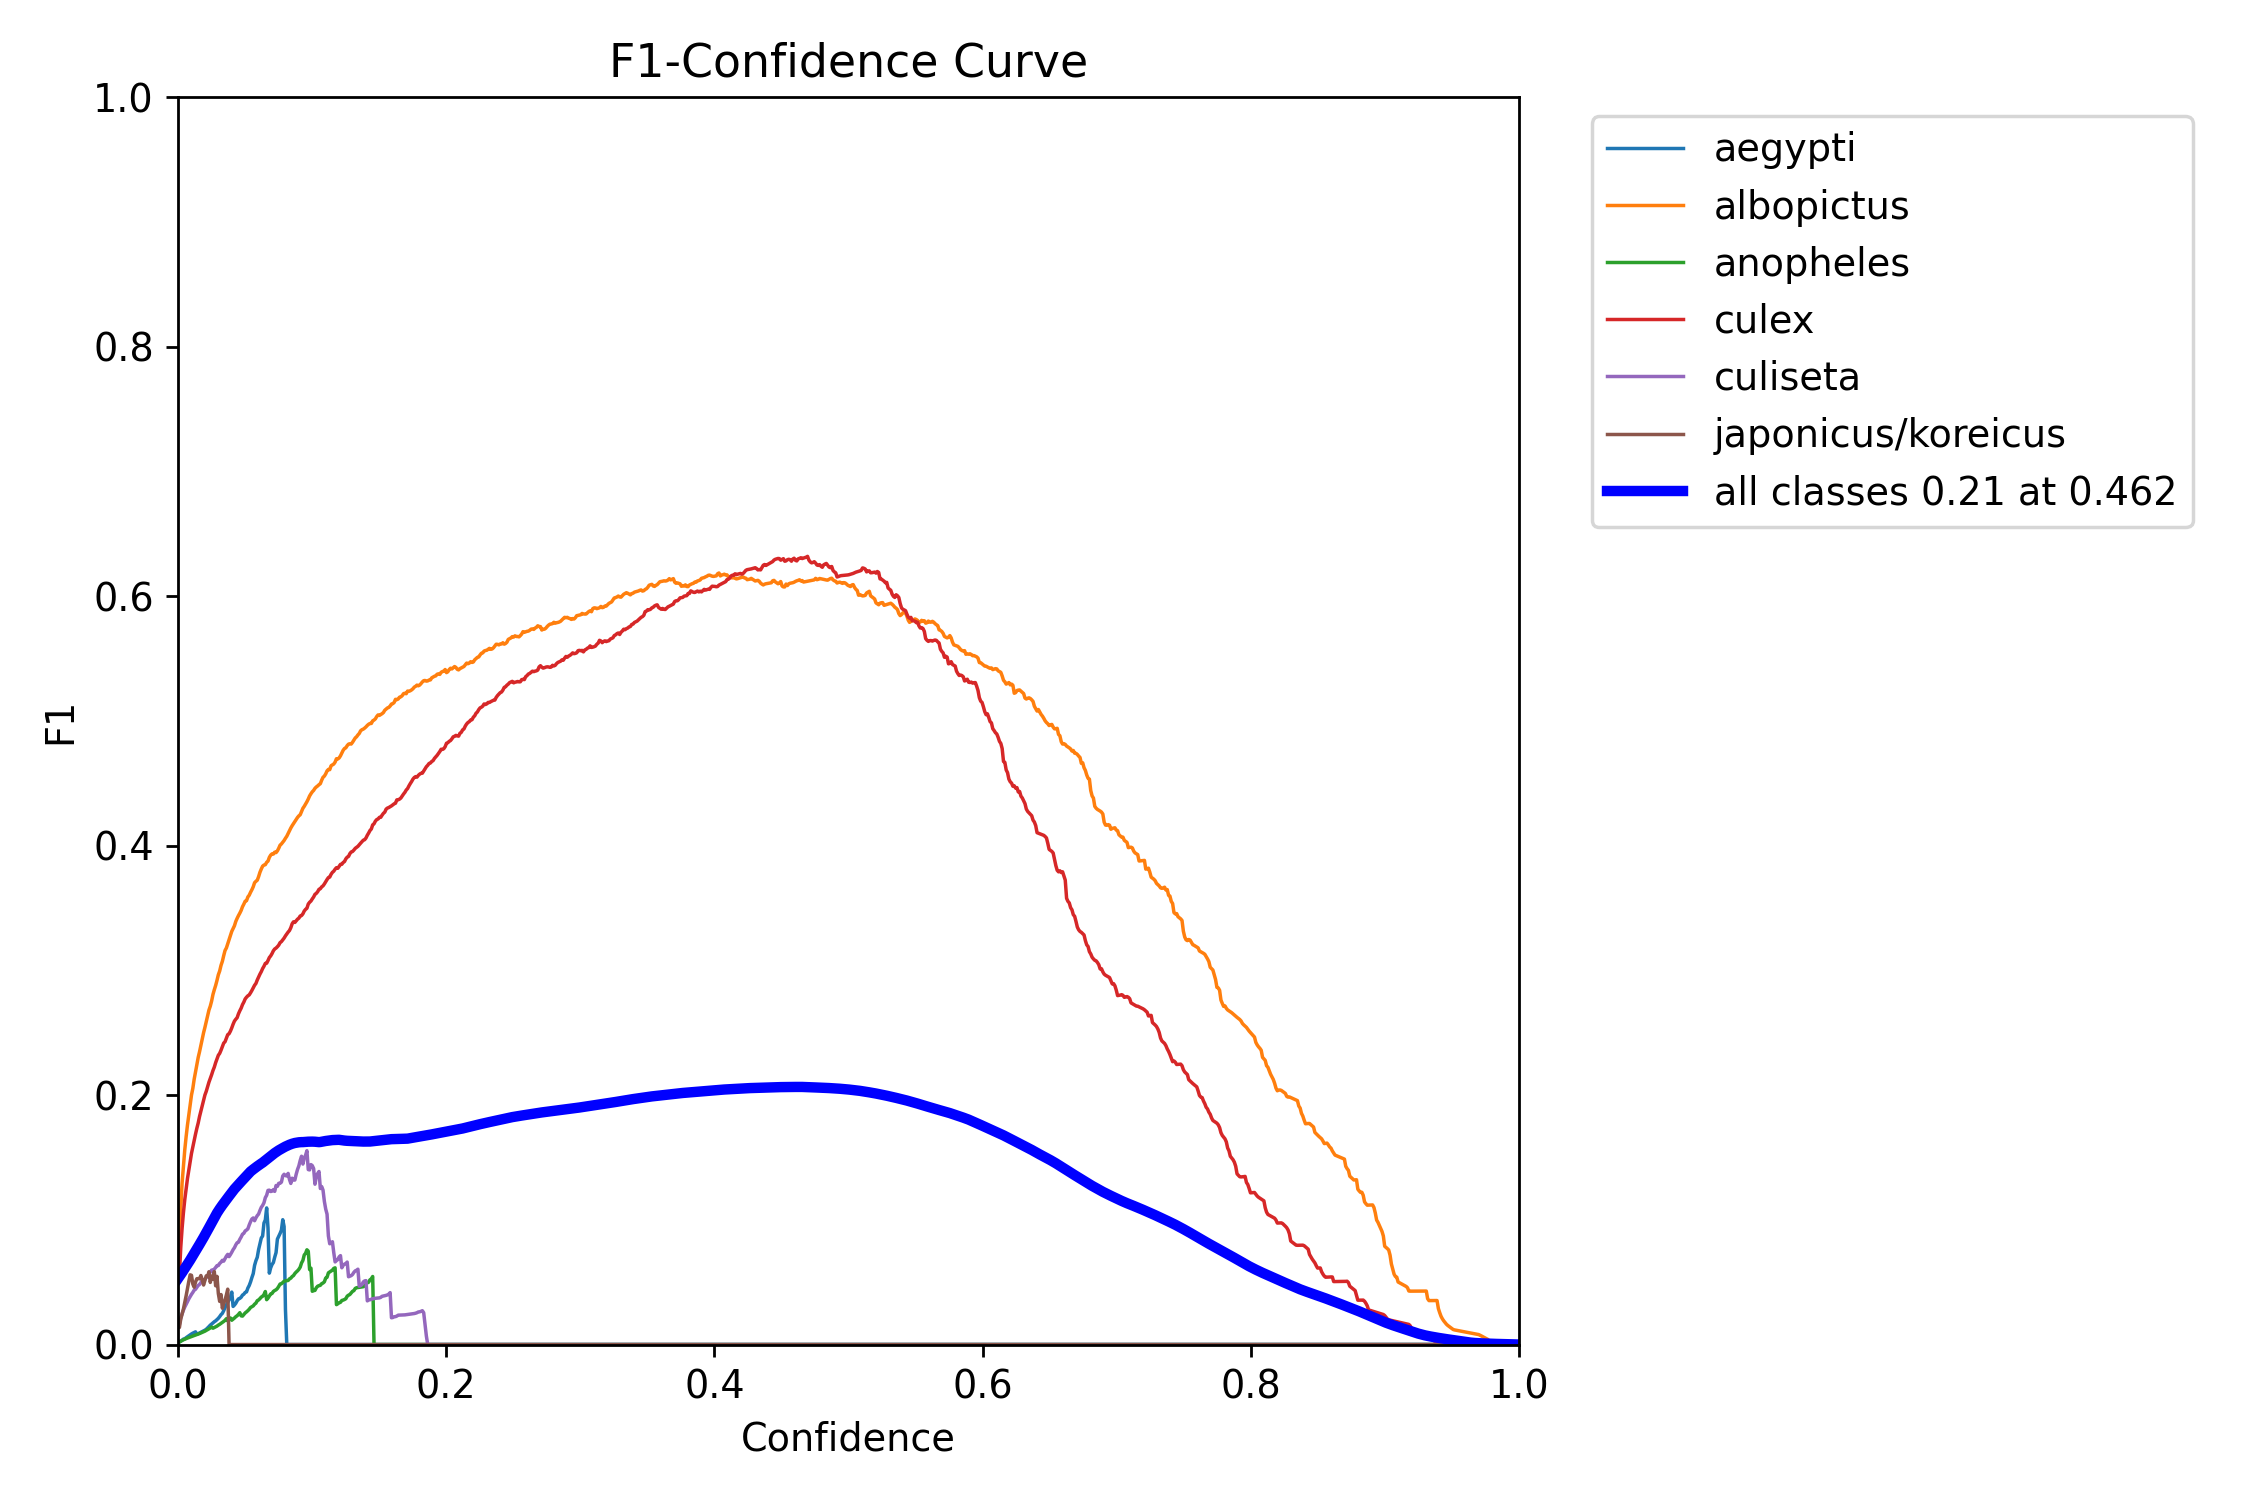 F1-Confidence Curve
1.0
0.8
0.6
0.4
0.2
0.0
F1
0.0 0.2 0.4 0.6 0.8 1.0
Confidence
aegypti
albopictus
anopheles
culex
culiseta
japonicus/koreicus
all classes 0.21 at 0.462